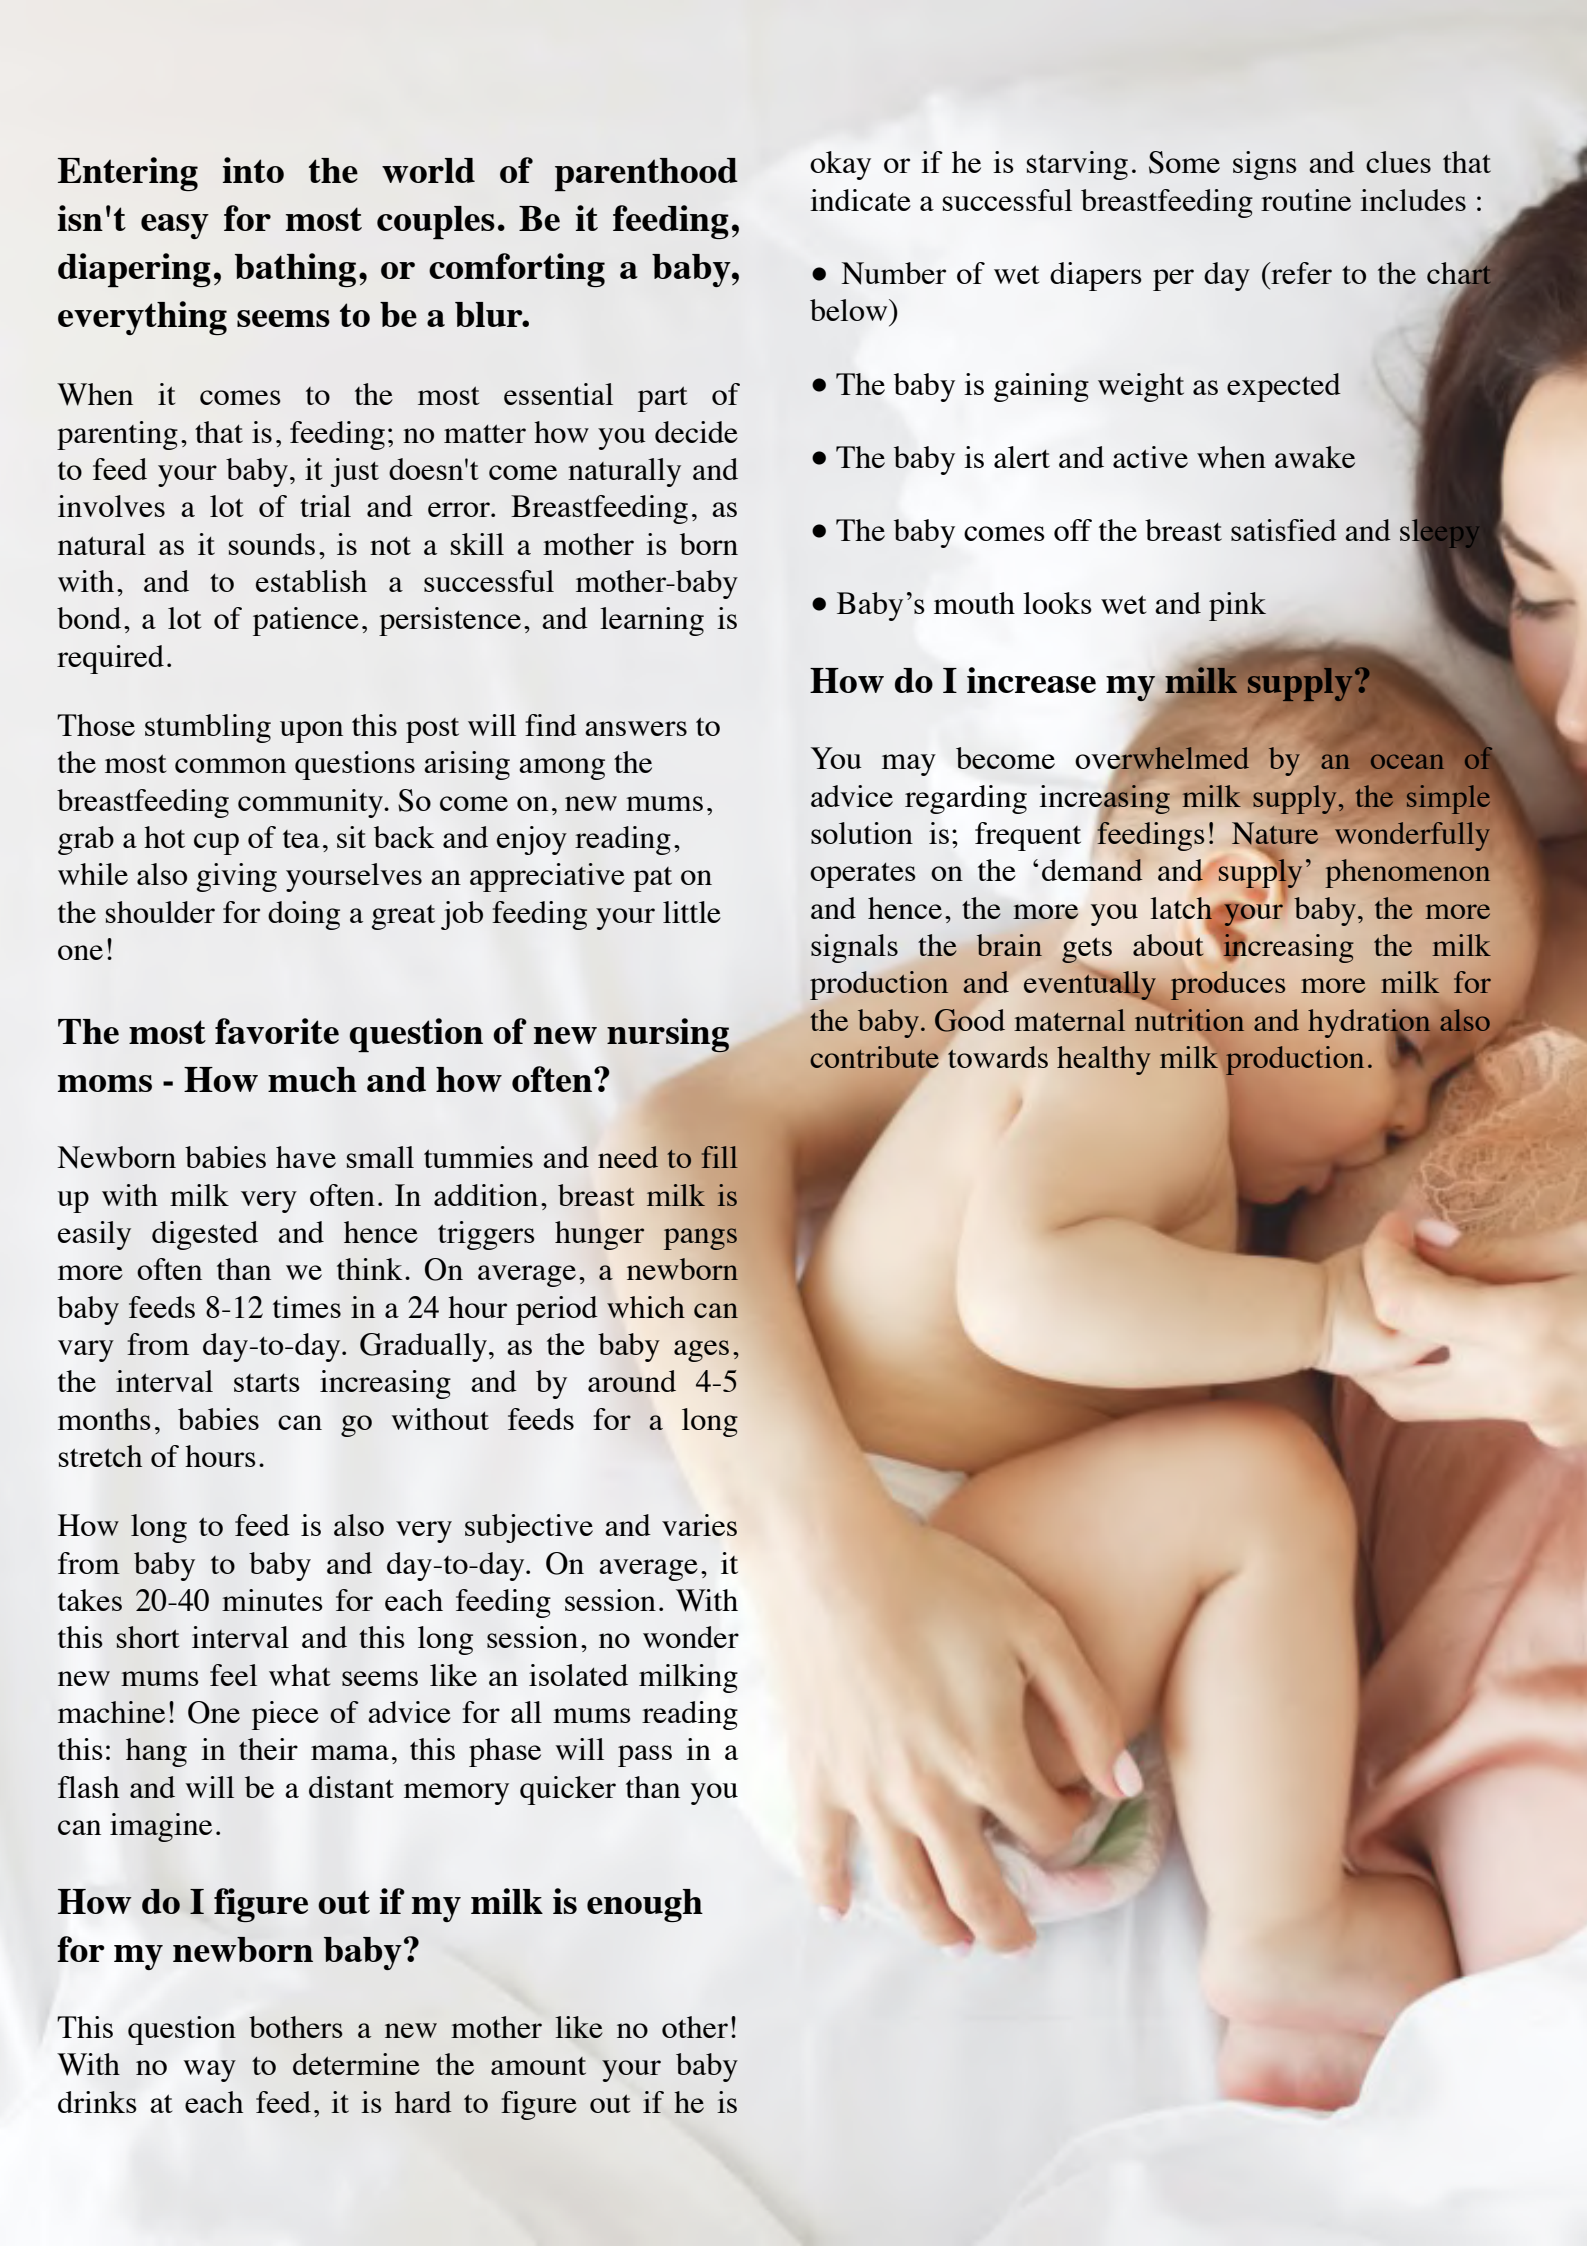 Entering into the world of parenthood
isn't easy for most couples. Be it feeding,
diapering, bathing, or comforting a baby,
everything seems to be a blur.
When it comes to the most essential part of
parenting, that is, feeding; no matter how you decide
to feed your baby, it just doesn't come naturally and
involves a lot of trial and error. Breastfeeding, as
natural as it sounds, is not a skill a mother is born
with, and to establish a successful mother-baby
bond, a lot of patience, persistence, and learning is
required.
Those stumbling upon this post will find answers to
the most common questions arising among the
breastfeeding community. So come on, new mums,
grab a hot cup of tea, sit back and enjoy reading,
while also giving yourselves an appreciative pat on
the shoulder for doing a great job feeding your little
one!
The most favorite question of new nursing
moms - How much and how often?
Newborn babies have small tummies and need to fill
up with milk very often. In addition, breast milk is
easily digested and hence triggers hunger pangs
more often than we think. On average, a newborn
baby feeds 8-12 times in a 24 hour period which can
vary from day-to-day. Gradually, as the baby ages,
the interval starts increasing and by around 4-5
months, babies can go without feeds for a long
stretch of hours.
How long to feed is also very subjective and varies
from baby to baby and day-to-day. On average, it
takes 20-40 minutes for each feeding session. With
this short interval and this long session, no wonder
new mums feel what seems like an isolated milking
machine! One piece of advice for all mums reading
this: hang in their mama, this phase will pass in a
flash and will be a distant memory quicker than you
can imagine.
How do I figure out if my milk is enough
for my newborn baby?
This question bothers a new mother like no other!
With no way to determine the amount your baby
drinks at each feed, it is hard to figure out if he is
okay or if he is starving. Some signs and clues that
indicate a successful breastfeeding routine includes :
● Number of wet diapers per day (refer to the chart
below)
● The baby is gaining weight as expected
● The baby is alert and active when awake
● The baby comes off the breast satisfied and sleepy
● Baby’s mouth looks wet and pink
How do I increase my milk supply?
You may become overwhelmed by an ocean of
advice regarding increasing milk supply, the simple
solution is; frequent feedings! Nature wonderfully
operates on the ‘demand and supply’ phenomenon
and hence, the more you latch your baby, the more
signals the brain gets about increasing the milk
production and eventually produces more milk for
the baby. Good maternal nutrition and hydration also
contribute towards healthy milk production.